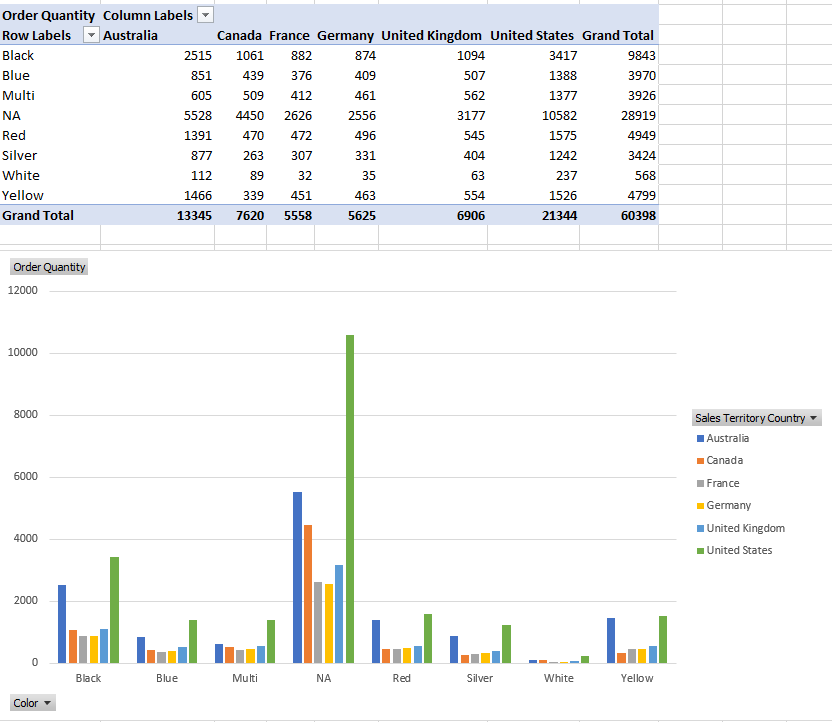 Order Quantity Column Labels
Row Labels Australia Canada France Germany United Kingdom United States Grand Total
Black 2515 1061 882 874 1094 3417 9843
Blue 851 439 376 409 507 1388 3970
Multi 605 509 412 461 562 1377 3926
NA 5528 4450 2626 2556 3177 10582 28919
Red 1391 470 472 496 545 1575 4949
Silver 877 263 307 331 404 1242 3424
White 112 89 32 35 63 237 568
Yellow 1466 339 451 463 554 1526 4799
Grand Total 13345 7620 5558 5625 6906 21344 60398
Order Quantity
12000
10000
8000
6000
4000
2000
0
Black Blue Multi NA Red Silver White Yellow
Color
Sales Territory Country
Australia
Canada
France
Germany
United Kingdom
United States